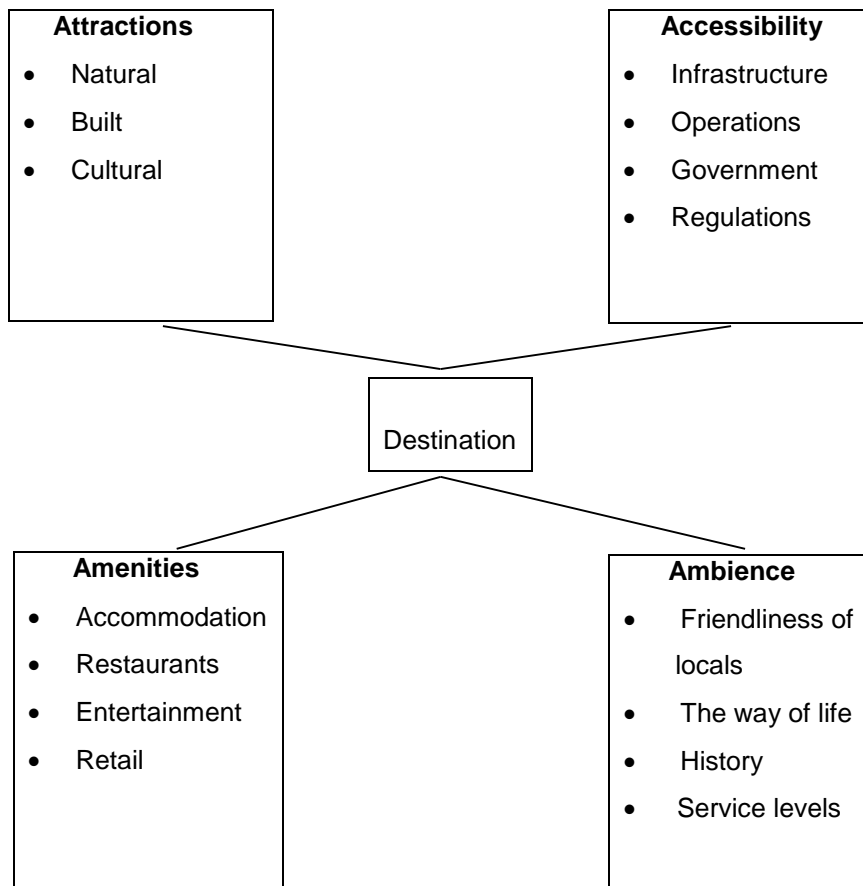 Attractions
• Natural
• Built
• Cultural
Accessibility
• Infrastructure
• Operations
• Government
• Regulations
Destination
Amenities
• Accommodation
• Restaurants
• Entertainment
• Retail
Ambience
• Friendliness of
locals
• The way of life
• History
• Service levels